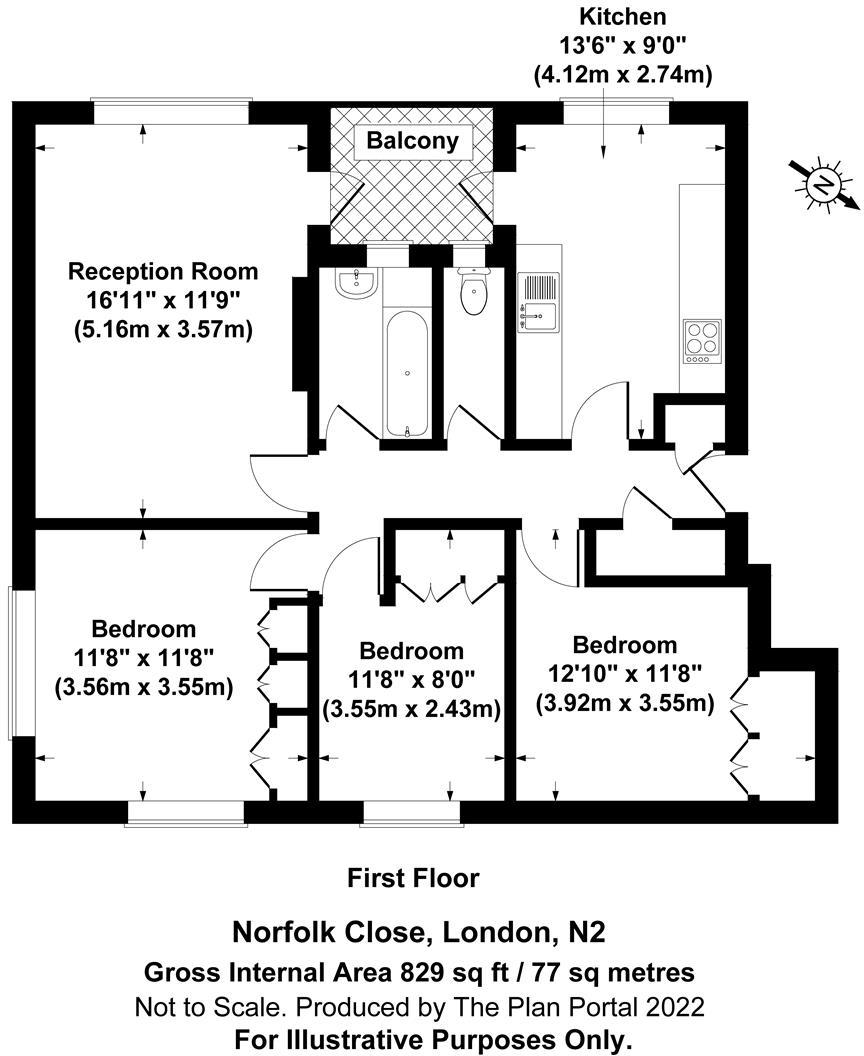 Kitchen
13'6" x 9'0"
(4.12m x 2.74m)
Balcony
N
Reception Room
16'11" x 11'9"
(5.16m x 3.57m)
Bedroom
11'8" x 11'8"
(3.56m x 3.55m)
Bedroom
11'8" x 8'0"
(3.55m x 2.43m)
Bedroom
12'10" x 11'8"
(3.92m x 3.55m)
First Floor
Norfolk Close, London, N2
Gross Internal Area 829 sq ft / 77 sq metres
Not to Scale. Produced by The Plan Portal 2022
For Illustrative Purposes Only.